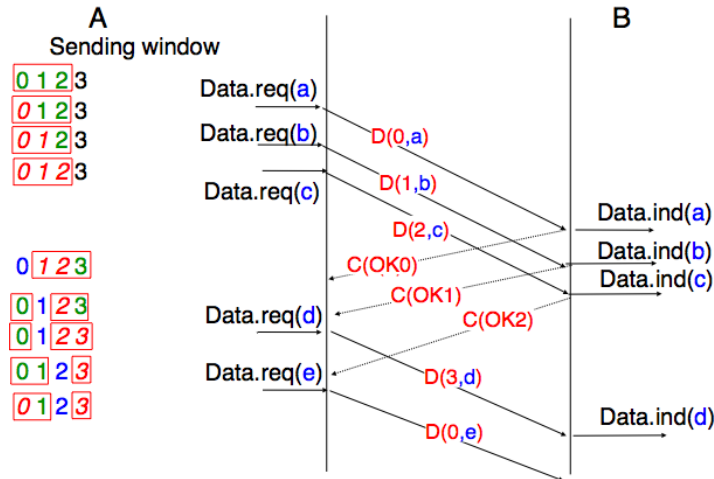 A
B
Sending window
0 1 2 3
0 1 2 3
0 1 2 3
0 1 2 3
Data.req(a)
Data.req(b)
Data.req(c)
D(0,a)
D(1,b)
D(2,c)
Data.ind(a)
Data.ind(b)
Data.ind(c)
0 1 2 3
C(OK0)
0 1 2 3
C(OK1)
Data.req(d)
C(OK2)
0 1 2 3
0 1 2 3
Data.req(e)
D(3,d)
0 1 2 3
D(0,e)
Data.ind(d)